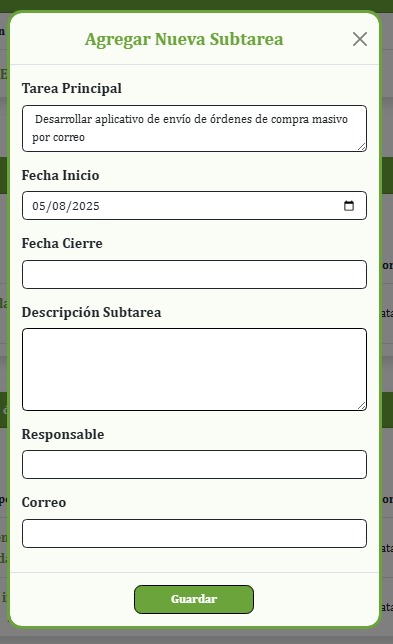 Agregar Nueva Subtarea
Tarea Principal
Desarrollar aplicativo de envío de órdenes de compra masivo
por correo
Fecha Inicio
05/08/2025
Fecha Cierre
Descripción Subtarea
Responsable
Correo
Guardar